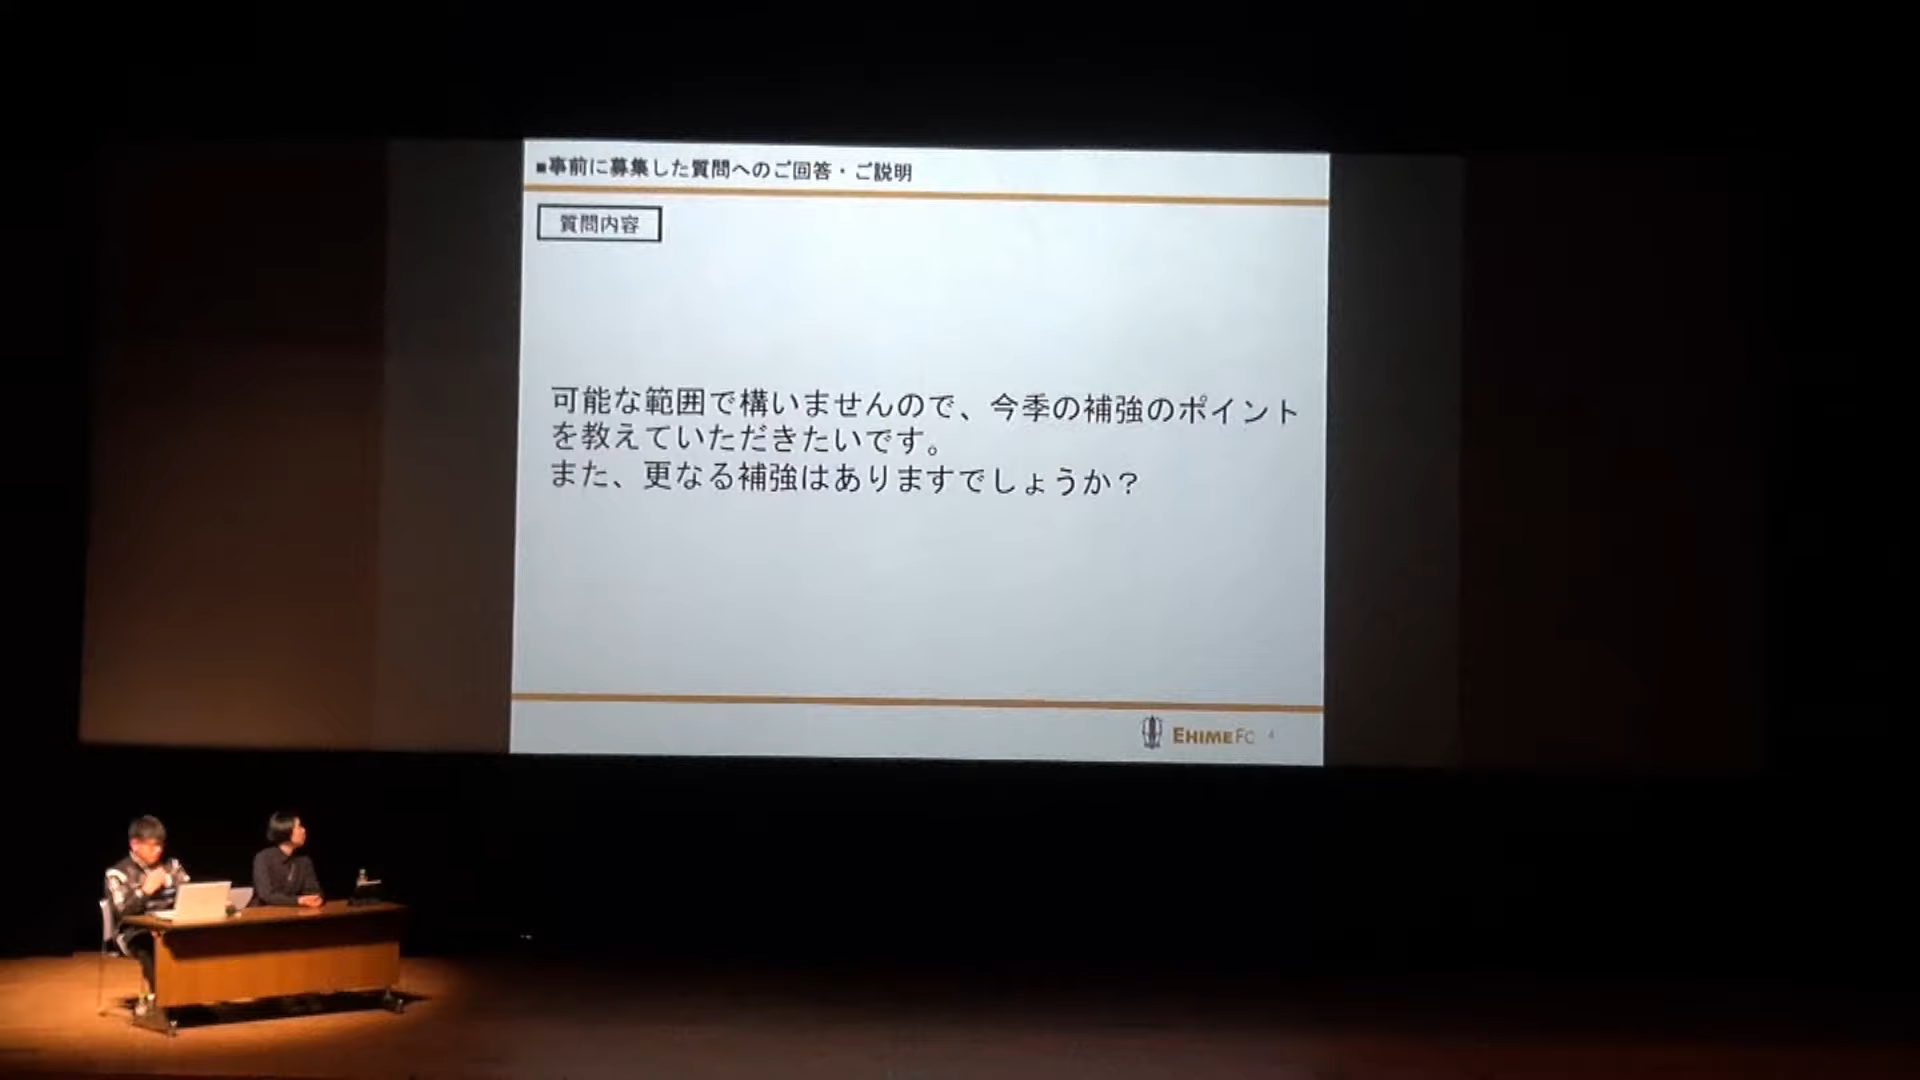 ■事前に募集した質問へのご回答・ご説明
質問内容
可能な範囲で構いませんので、今季の補強のポイント
を教えていただきたいです。
また、更なる補強はありますでしょうか？
EHIME FC